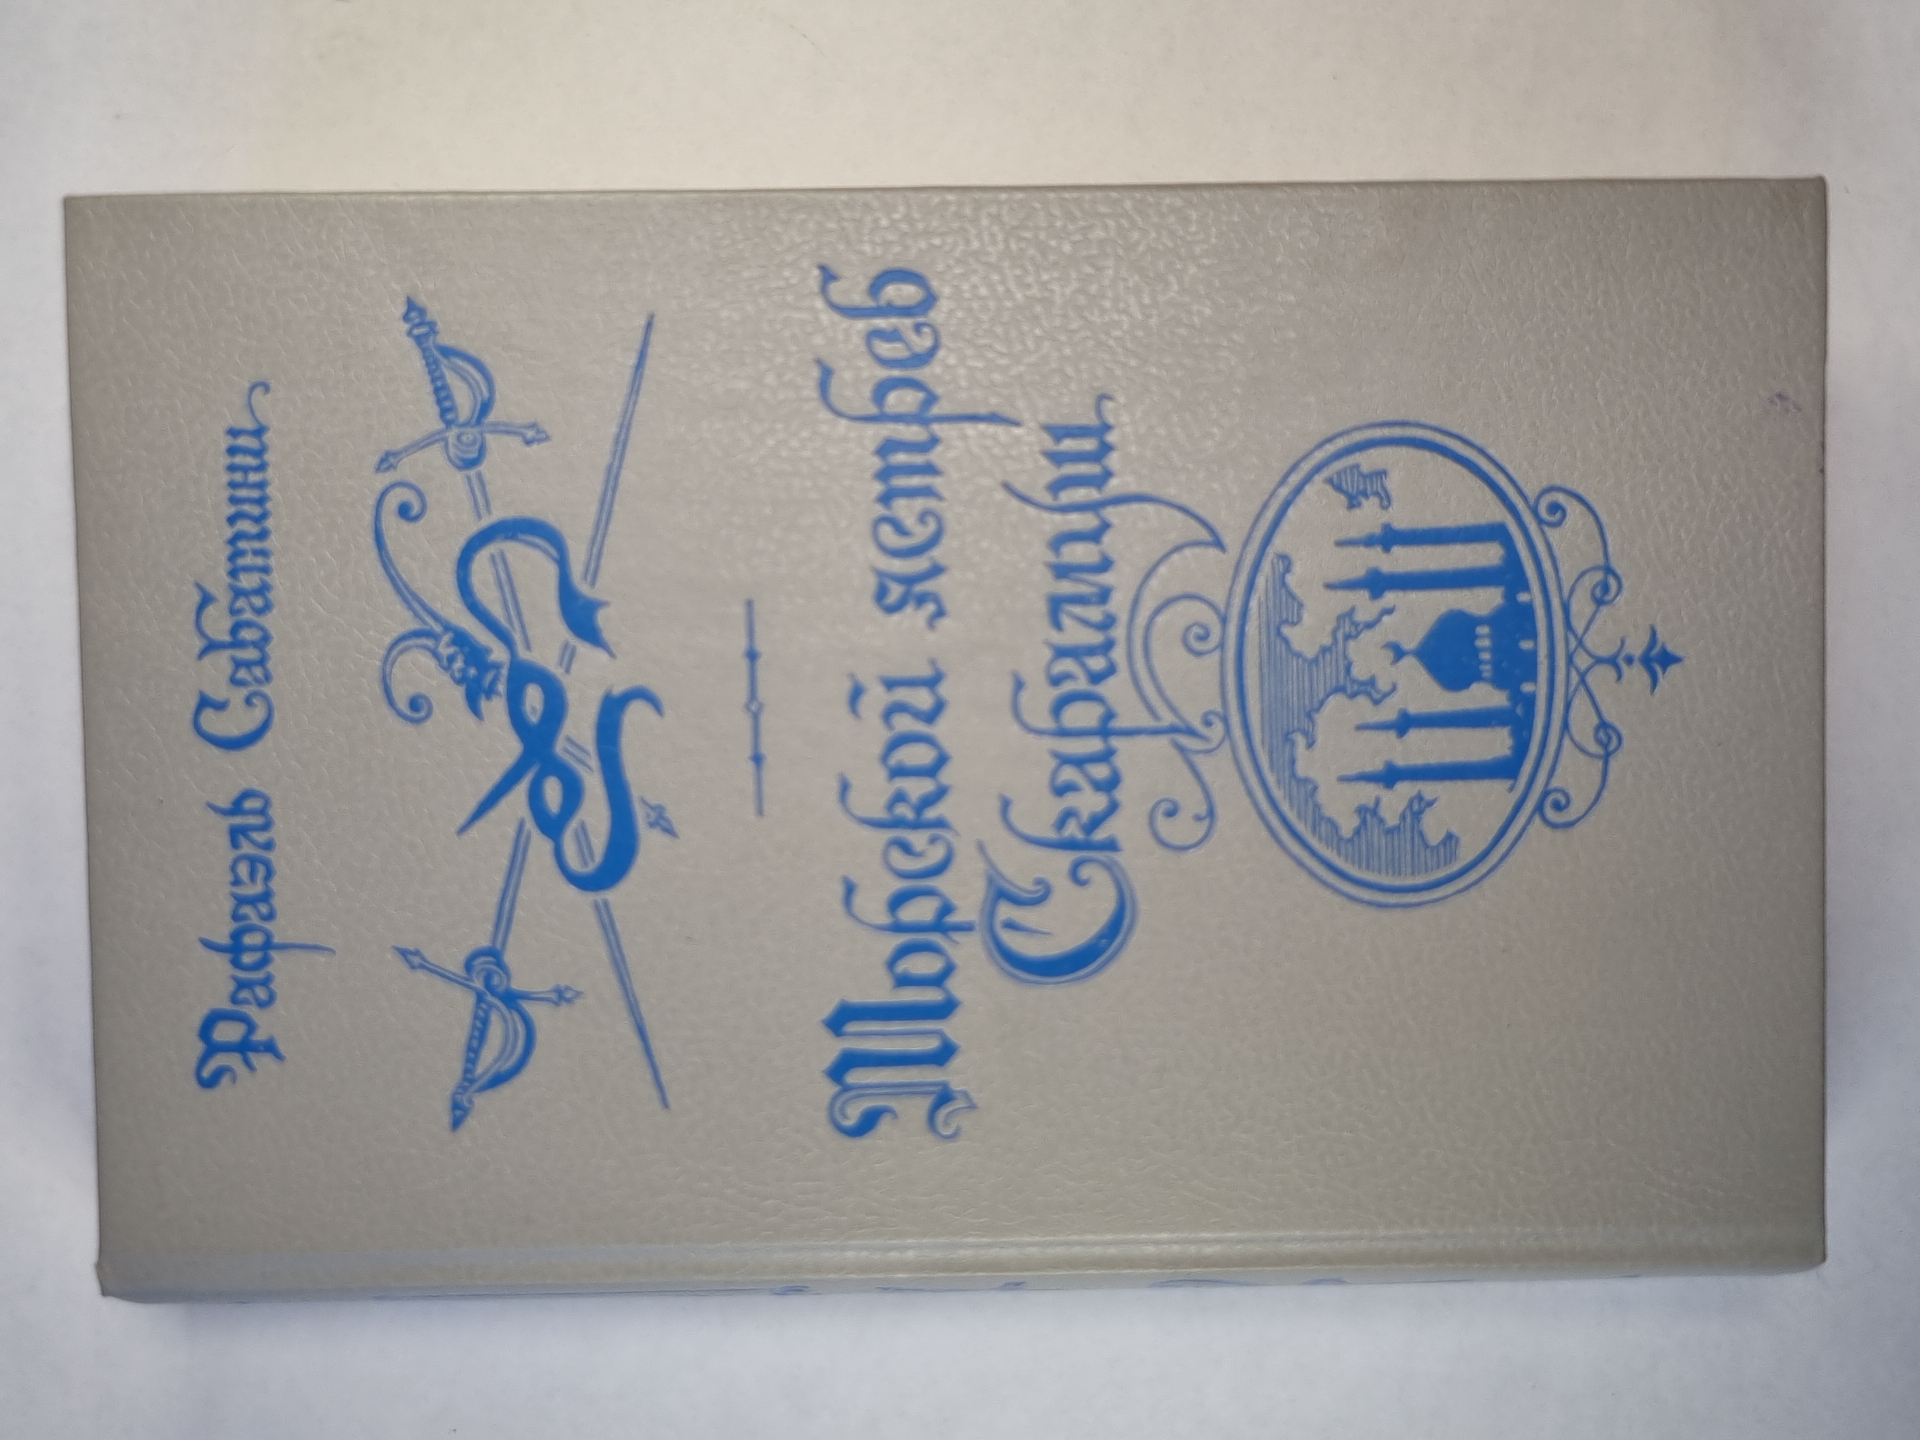 Рафаэль Сабатини
Морской ястреб
Скарамуш